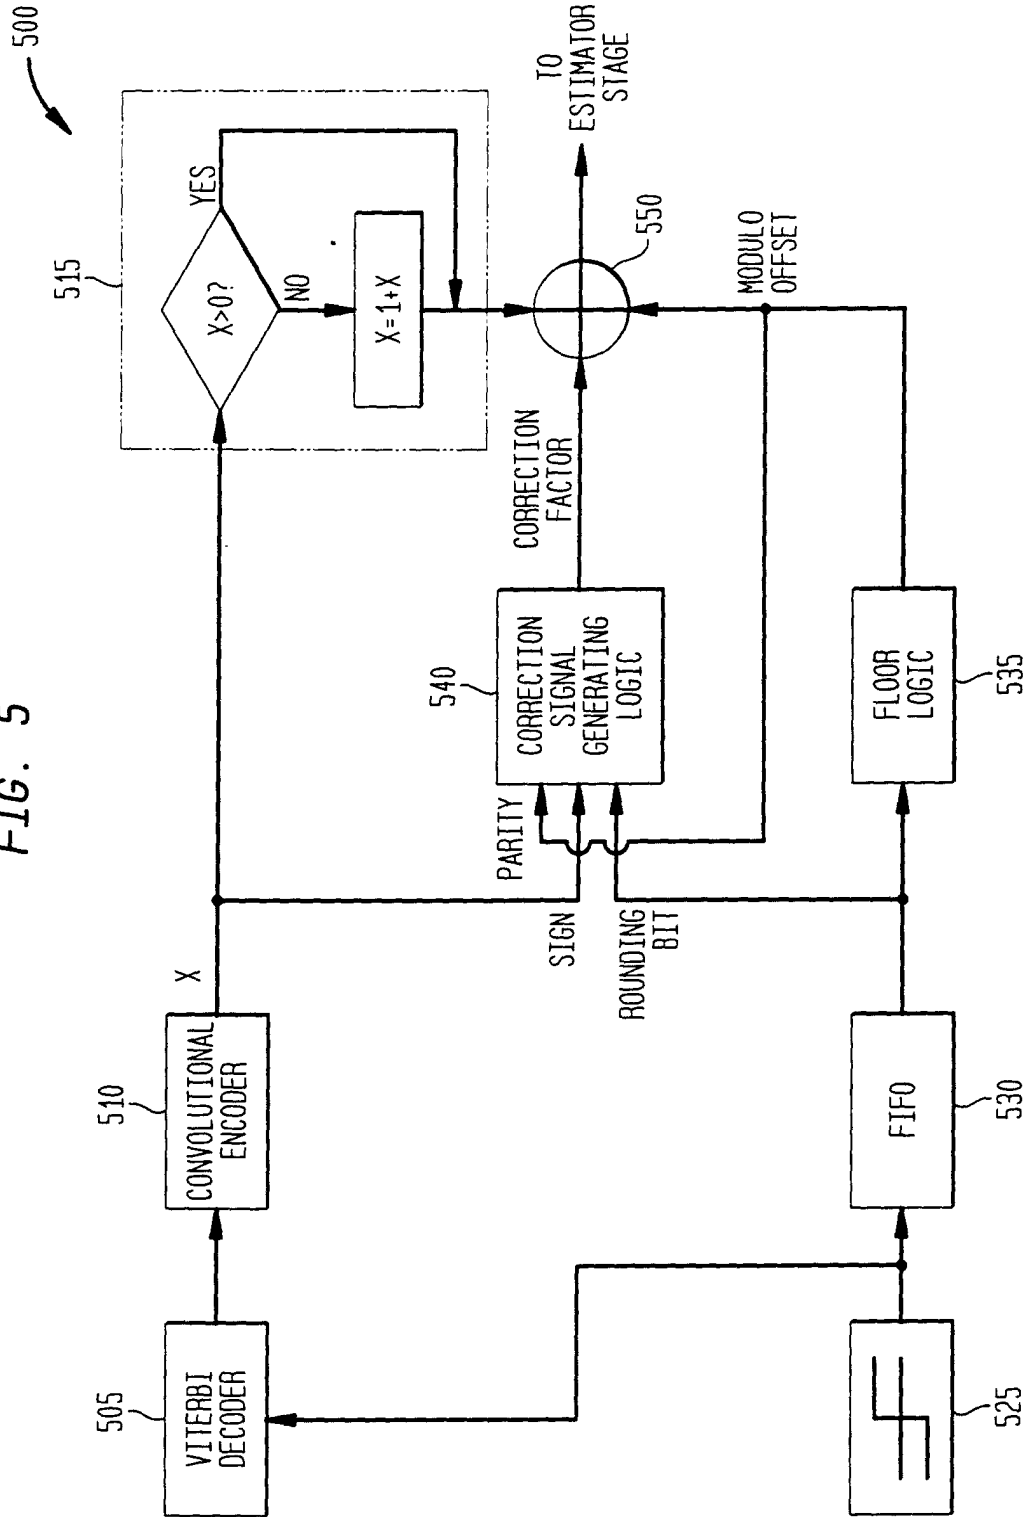 FIG. 5
500
505
VITERBI
DECODER
510
CONVOLUTIONAL
ENCODER
X
515
X>0?
YES
NO
X=1+X
SIGN
PARITY
ROUNDING
BIT
540
CORRECTION
SIGNAL
GENERATING
LOGIC
CORRECTION
FACTOR
550
TO
ESTIMATOR
STAGE
MODULO
OFFSET
525
FIFO
530
FLOOR
LOGIC
535